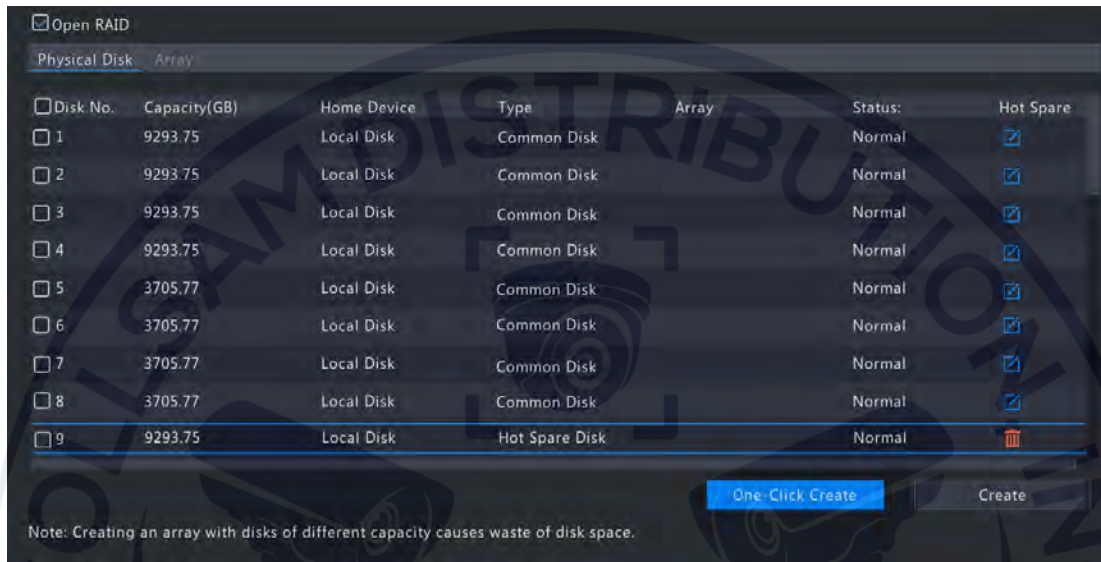 Open RAID
Physical Disk Array
Disk No. Capacity(GB) Home Device Type Array Status: Hot Spare
1 9293.75 Local Disk Common Disk Normal
2 9293.75 Local Disk Common Disk Normal
3 9293.75 Local Disk Common Disk Normal
4 9293.75 Local Disk Common Disk Normal
5 3705.77 Local Disk Common Disk Normal
6 3705.77 Local Disk Common Disk Normal
7 3705.77 Local Disk Common Disk Normal
8 3705.77 Local Disk Common Disk Normal
9 9293.75 Local Disk Hot Spare Disk Normal
One-Click Create Create
Note: Creating an array with disks of different capacity causes waste of disk space.